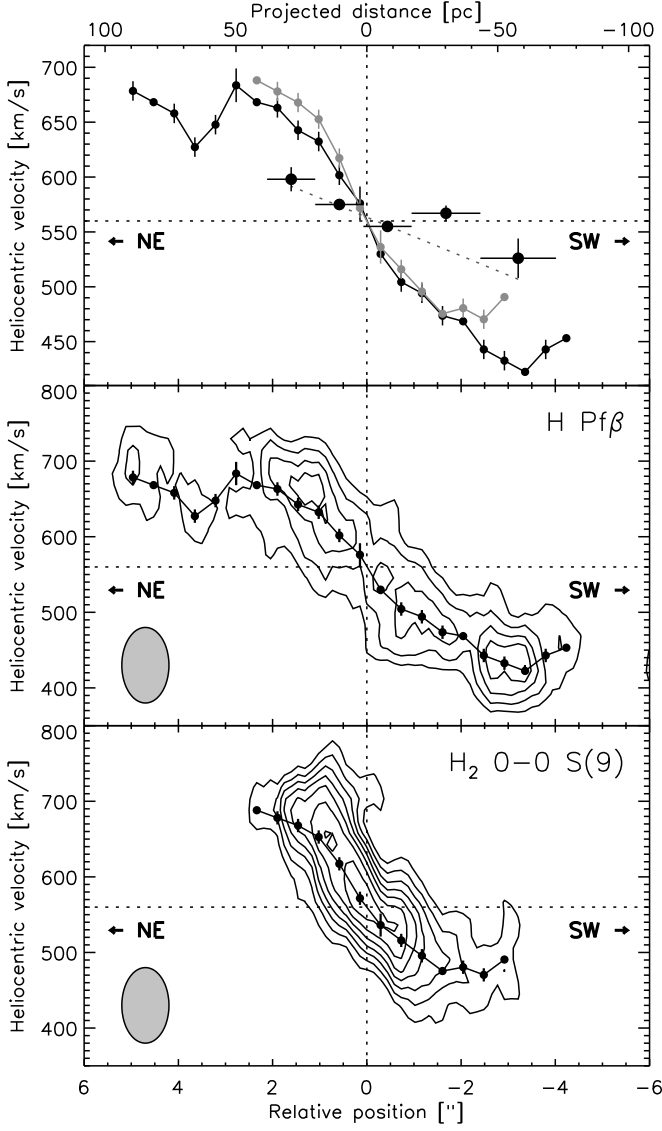 Projected distance [pc]
100 50 0 −50 −100
700
650
Heliocentric velocity [km/s]
600
550
NE SW
500
450
800
H Pfβ
700
Heliocentric velocity [km/s]
600
NE SW
500
400
800
H₂ 0−0 S(9)
700
Heliocentric velocity [km/s]
600
NE SW
500
400
6 4 2 0 −2 −4 −6
Relative position ["]